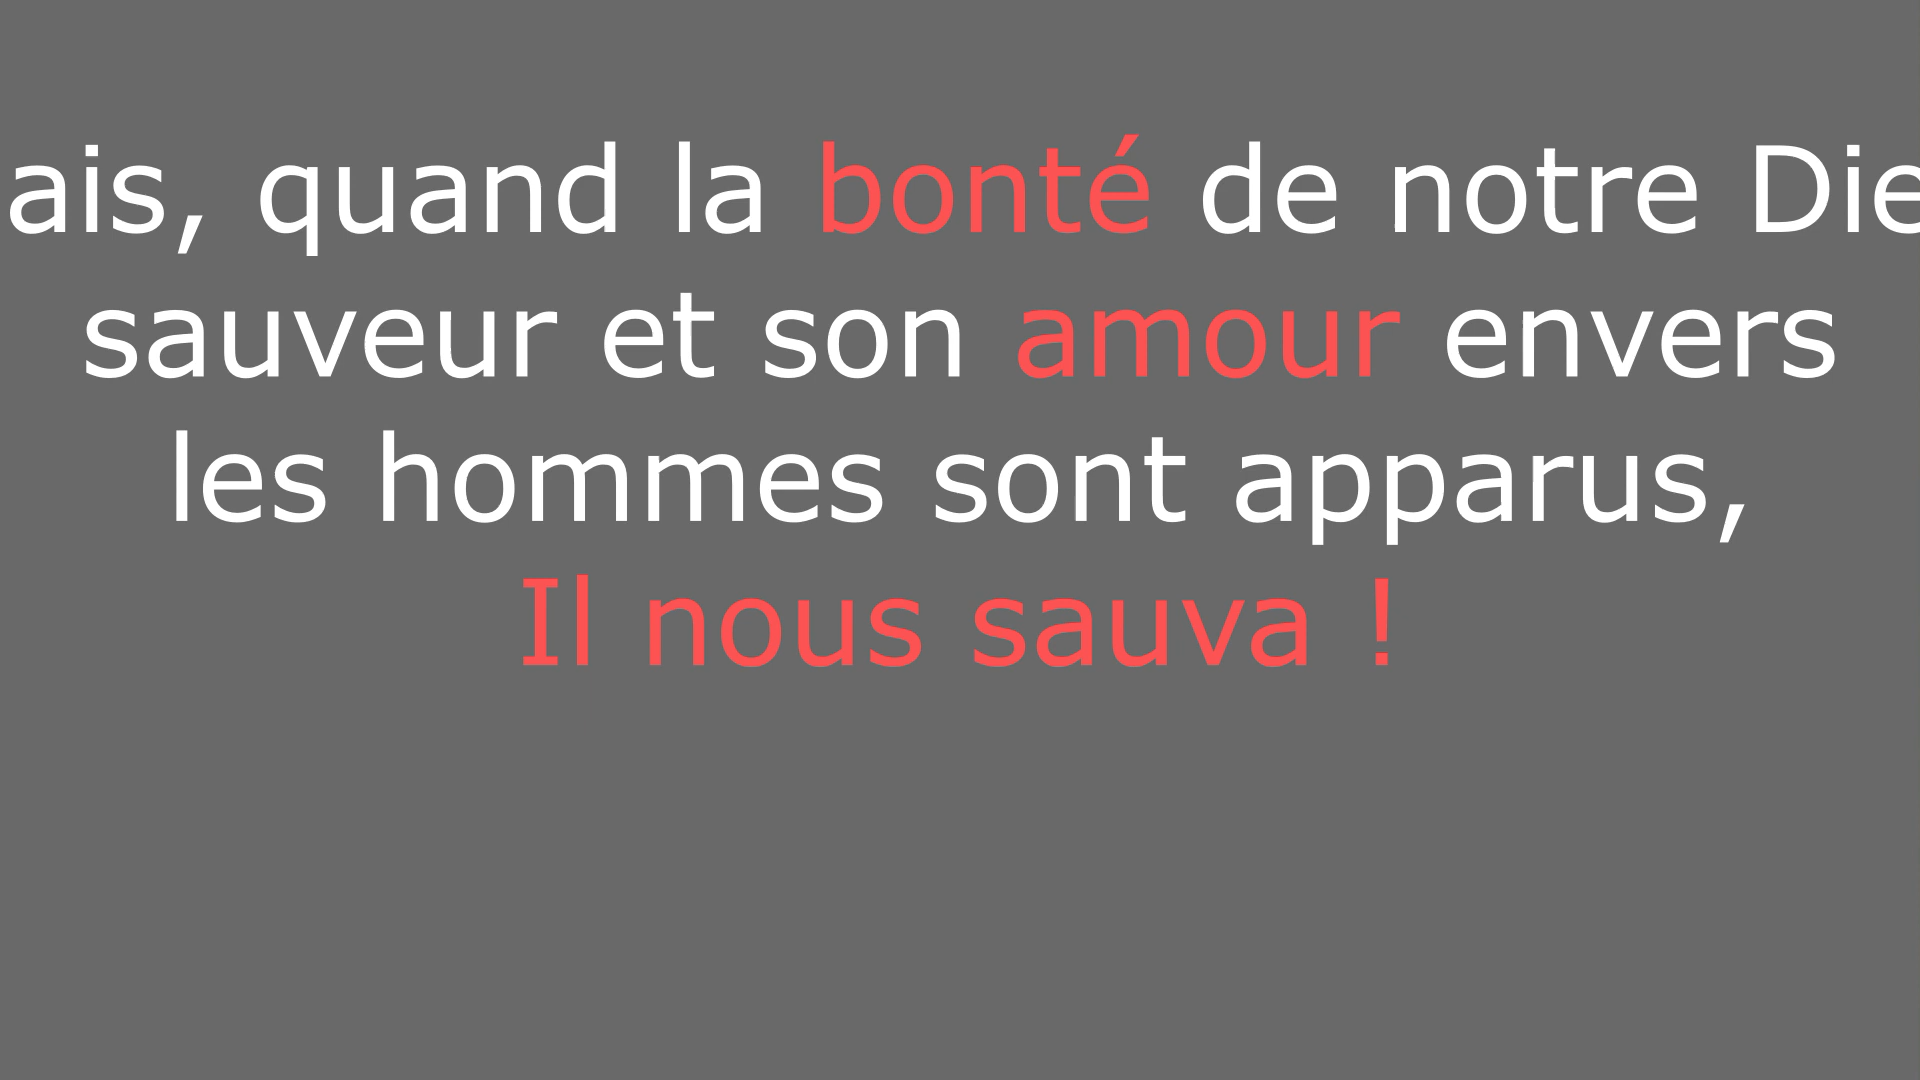 ais, quand la bonté de notre Die
sauveur et son amour envers
les hommes sont apparus,
Il nous sauva !